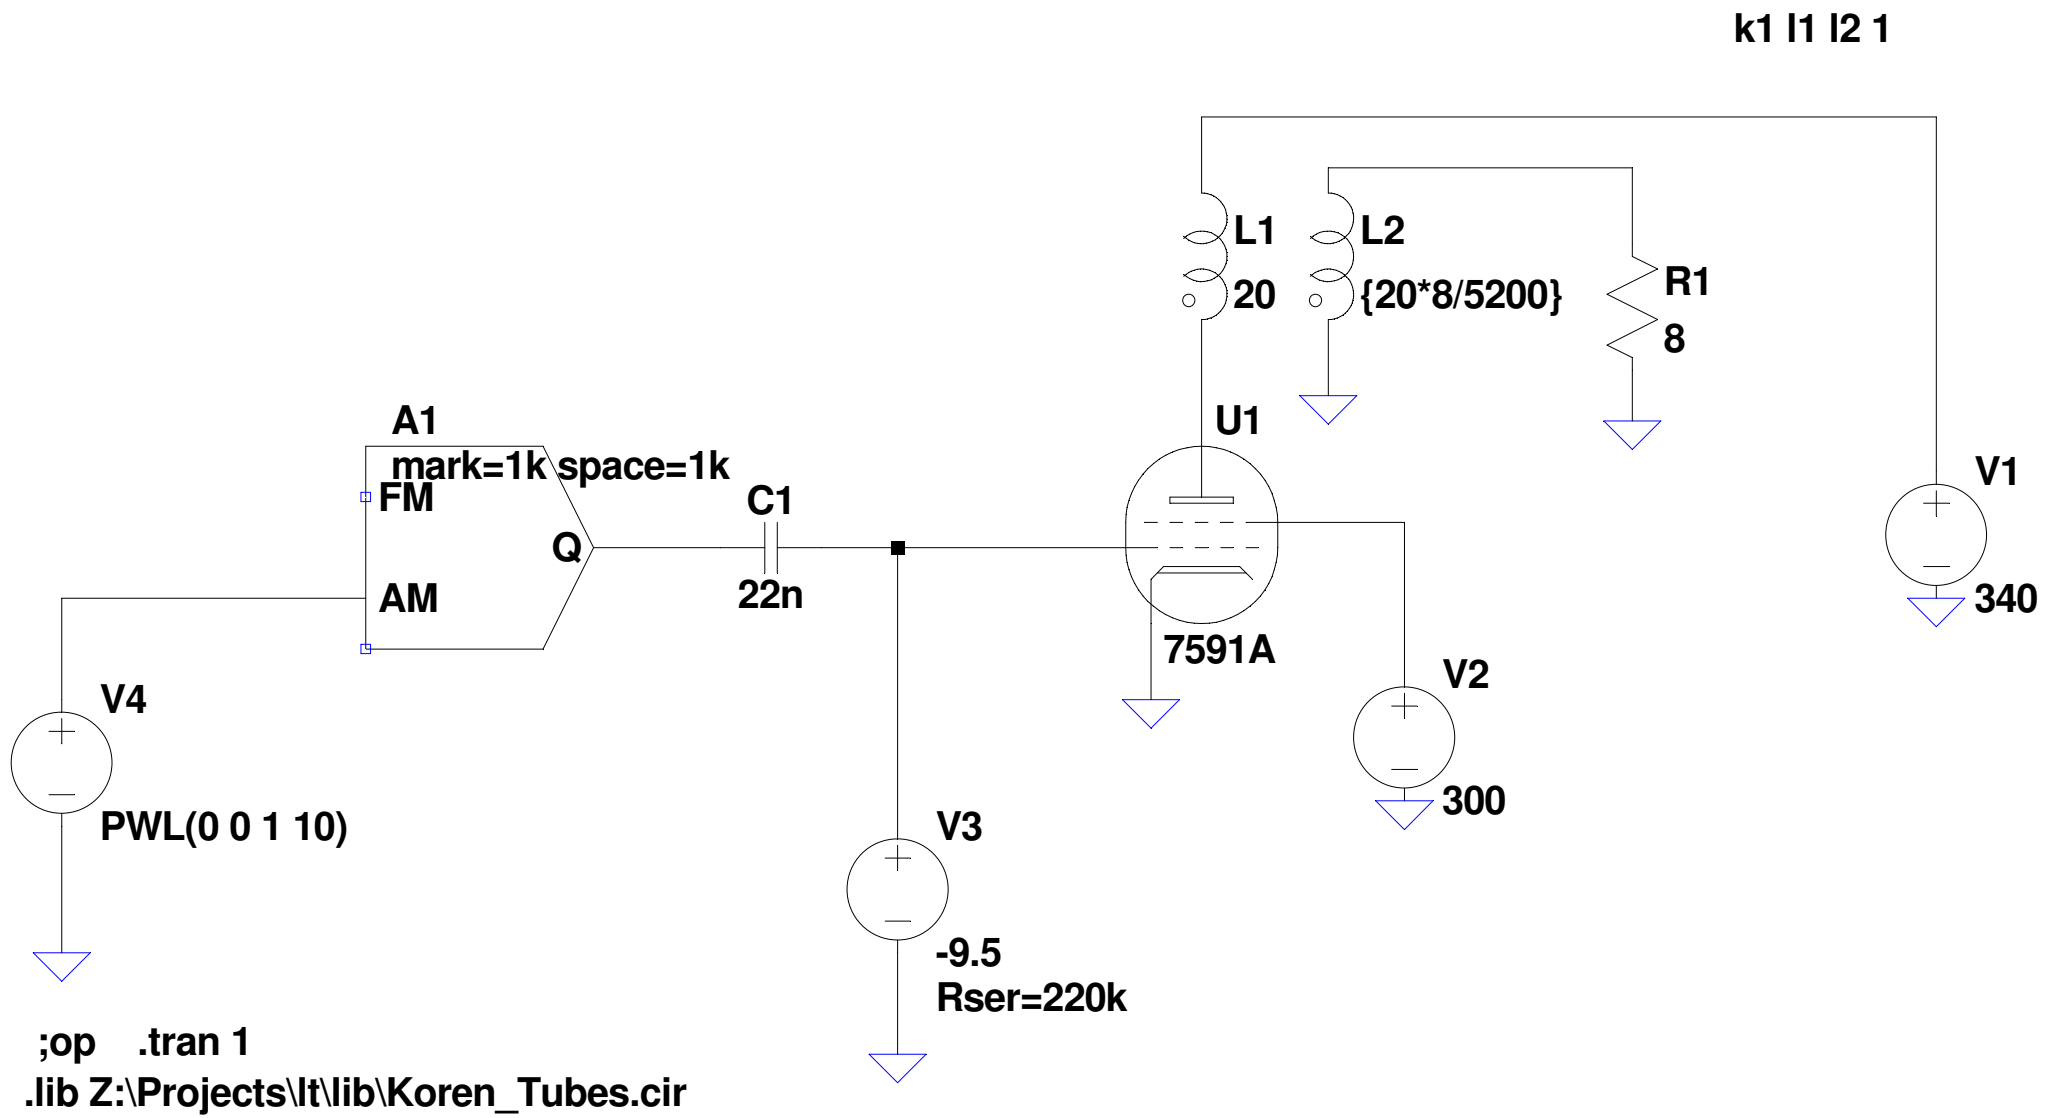 k1 l1 l2 1
L1
20
L2
{20*8/5200}
R1
8
A1
mark=1k space=1k
FM
AM
Q
C1
22n
U1
7591A
V1
340
V2
300
V4
PWL(0 0 1 10)
V3
-9.5
Rser=220k
;op .tran 1
.lib Z:\Projects\lt\lib\Koren_Tubes.cir